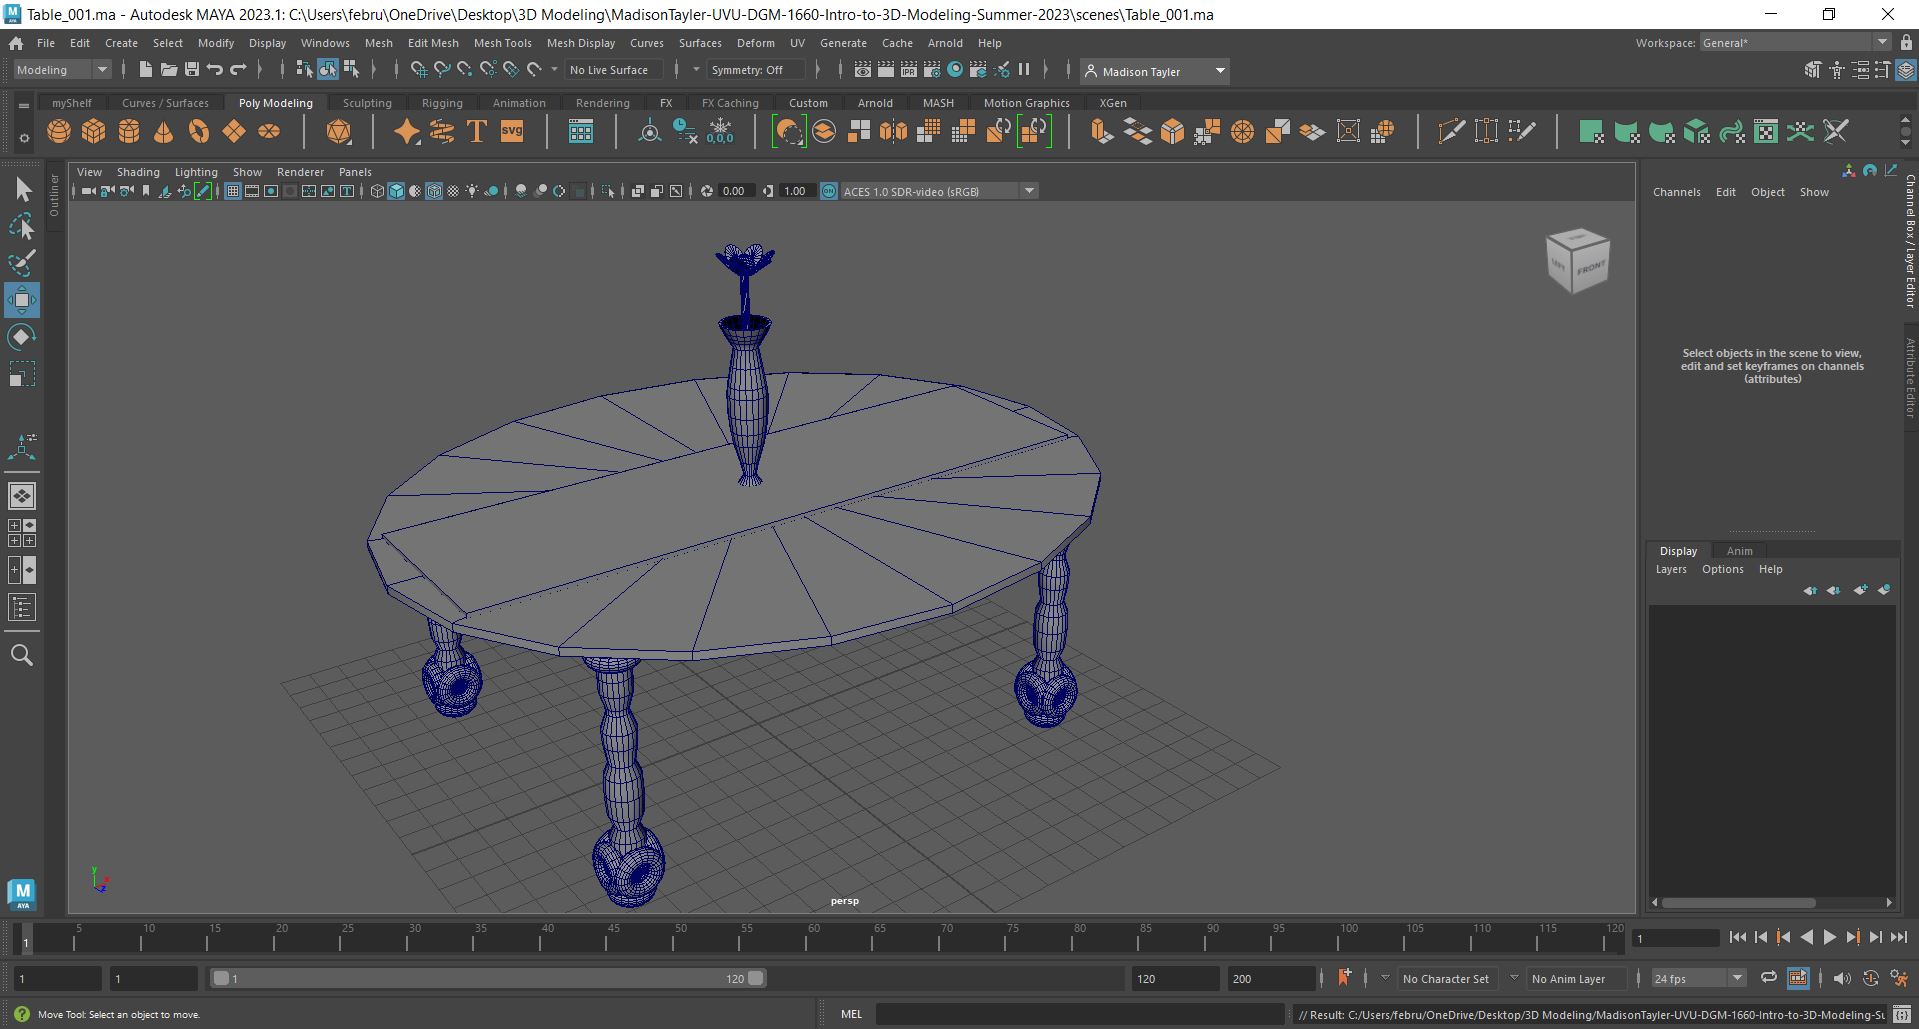 Table_001.ma - Autodesk MAYA 2023.1: C:\Users\febru\OneDrive\Desktop\3D Modeling\MadisonTayler-UVU-DGM-1660-Intro-to-3D-Modeling-Summer-2023\scenes\Table_001.ma
File Edit Create Select Modify Display Windows Mesh Edit Mesh Mesh Tools Mesh Display Curves Surfaces Deform UV Generate Cache Arnold Help Workspace: General*
Modeling No Live Surface Symmetry: Off IPR Madison Tayler
myShelf Curves / Surfaces Poly Modeling Sculpting Rigging Animation Rendering FX FX Caching Custom Arnold MASH Motion Graphics XGen
T SVG 0,0,0
View Shading Lighting Show Renderer Panels
0.00 1.00 ON ACES 1.0 SDR-video (sRGB)
Outliner
Channels Edit Object Show
Channel Box / Layer Editor
Attribute Editor
FRONT
Select objects in the scene to view,
edit and set keyframes on channels
(attributes)
Display Anim
Layers Options Help
y
x
z
persp
M
AYA
1 5 10 15 20 25 30 35 40 45 50 55 60 65 70 75 80 85 90 95 100 105 110 115 120 1
1 1 1 120 120 200 No Character Set No Anim Layer 24 fps
Move Tool: Select an object to move. MEL // Result: C:/Users/febru/OneDrive/Desktop/3D Modeling/MadisonTayler-UVU-DGM-1660-Intro-to-3D-Modeling-Su